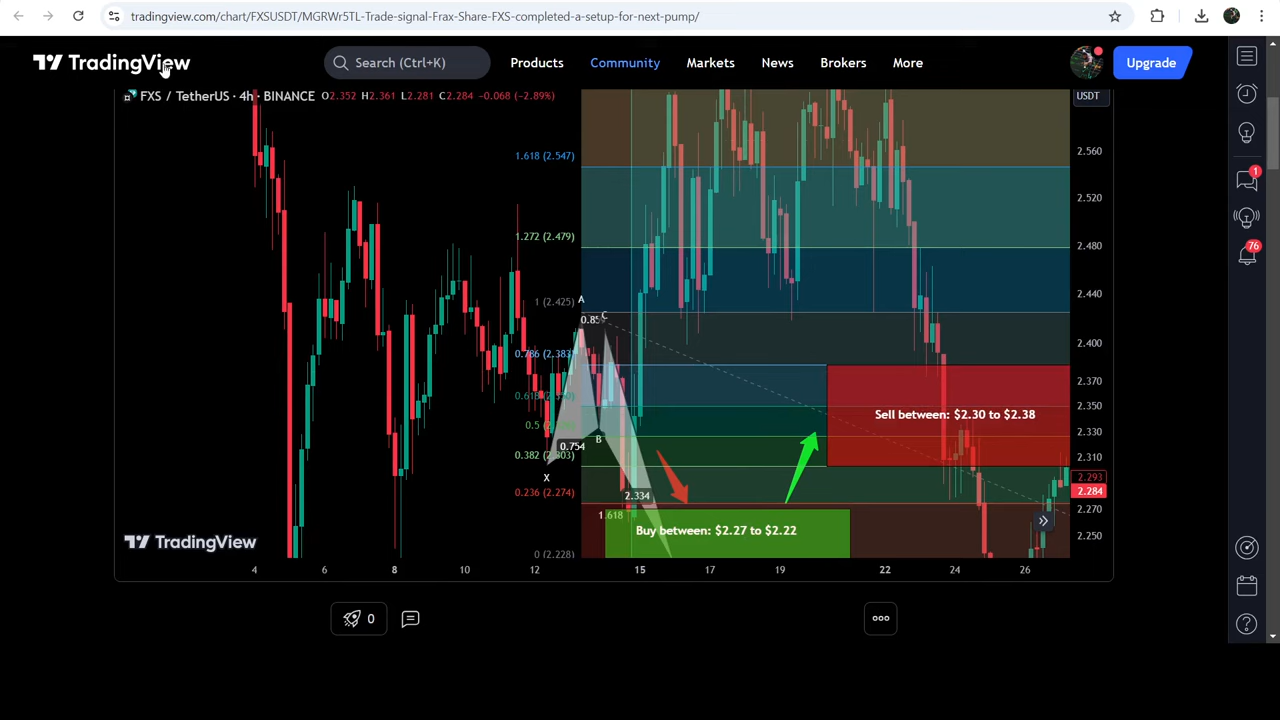 tradingview.com/chart/FXSUSDT/MGRWr5TL-Trade-signal-Frax-Share-FXS-completed-a-setup-for-next-pump/
TradingView
Search (Ctrl+K)
Products
Community
Markets
News
Brokers
More
Upgrade
FXS / TetherUS · 4h · BINANCE O2.352 H2.361 L2.281 C2.284 -0.068 (-2.89%)
USDT
1.618 (2.547)
1.272 (2.479)
1 (2.425)
0.786 (2.383)
0.382
0.236 (2.274)
0 (2.228)
A
C
X
B
0.754
2.334
1.618
Sell between: $2.30 to $2.38
Buy between: $2.27 to $2.22
2.560
2.520
2.480
2.440
2.400
2.370
2.350
2.330
2.310
2.293
2.284
2.270
2.250
TradingView
4
6
8
10
12
15
17
19
22
24
26
0
1
76